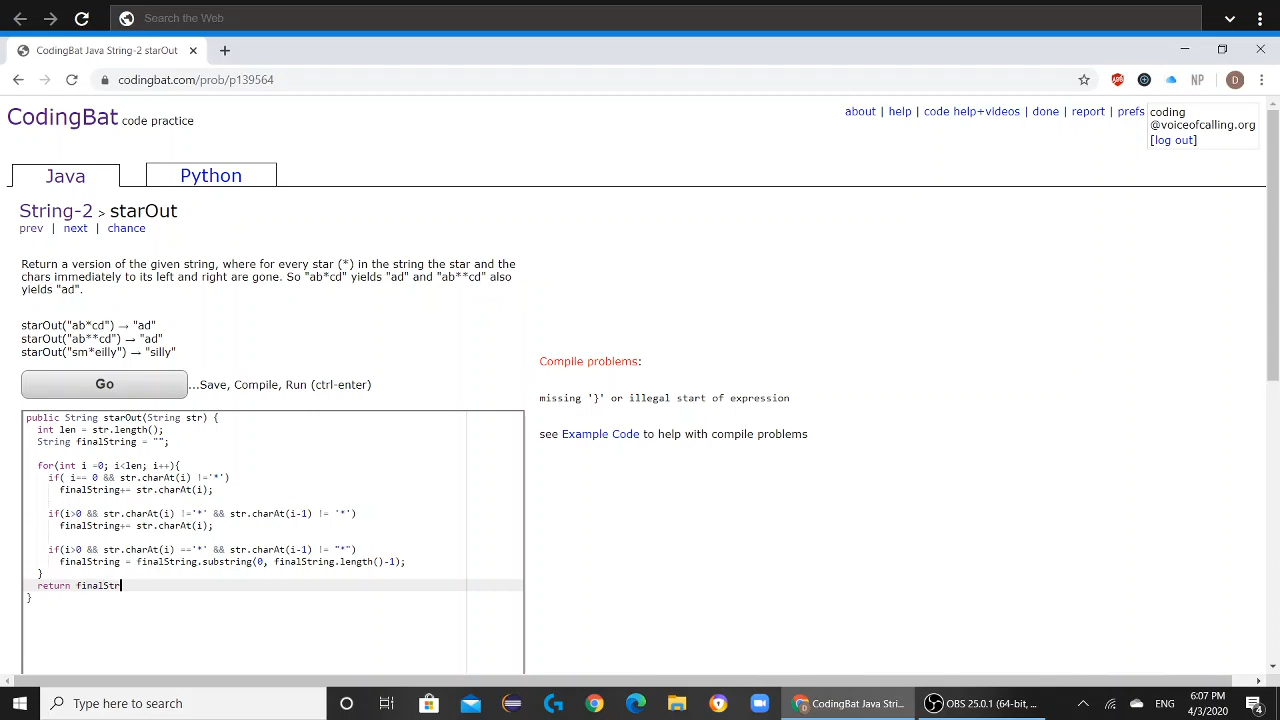 Search the Web
CodingBat Java String-2 starOut
codingbat.com/prob/p139564
NP
D
CodingBat code practice
about | help | code help+videos | done | report | prefs
coding
@voiceofcalling.org
[log out]
Java
Python
String-2 > starOut
prev | next | chance
Return a version of the given string, where for every star (*) in the string the star and the
chars immediately to its left and right are gone. So "ab*cd" yields "ad" and "ab**cd" also
yields "ad".
starOut("ab*cd") → "ad"
starOut("ab**cd") → "ad"
starOut("sm*eilly") → "silly"
Go
...Save, Compile, Run (ctrl-enter)
Compile problems:
missing '}' or illegal start of expression
see Example Code to help with compile problems
public String starOut(String str) {
int len = str.length();
String finalString = "";
for(int i =0; i<len; i++){
if( i== 0 && str.charAt(i) !='*')
finalString+= str.charAt(i);
if(i>0 && str.charAt(i) !='*' && str.charAt(i-1) != '*')
finalString+= str.charAt(i);
if(i>0 && str.charAt(i) =='*' && str.charAt(i-1) != "*")
finalString = finalString.substring(0, finalString.length()-1);
}
return finalStr
}
Type here to search
CodingBat Java Stri...
OBS 25.0.1 (64-bit, ...
ENG
6:07 PM
4/3/2020
4